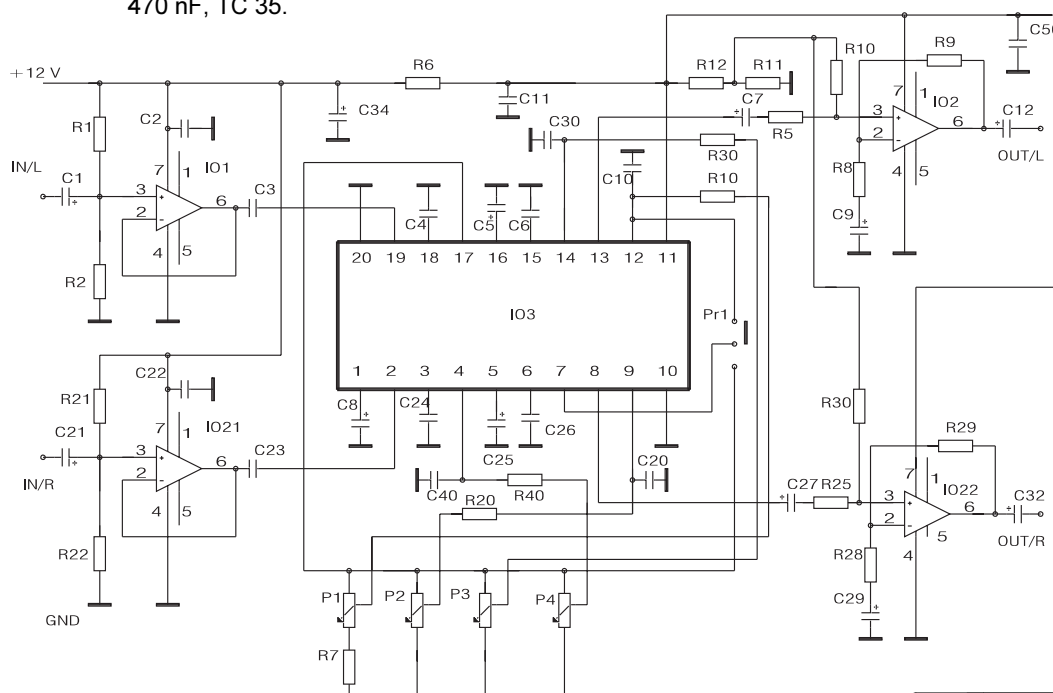 470 nF, TC 35.
C50
R10
R9
+12 V
R6
R12
R11
C11
C7
IO2
C12
C34
R1
C2
C30
R5
7
1
3
2
6
4
5
OUT/L
R30
IN/L
IO1
7
1
C10
R8
C1
3
2
6
C3
R10
C4
C5
C6
C9
4
5
20 19 18 17 16 15 14 13 12 11
R2
IO3
Pr1
C22
1 2 3 4 5 6 7 8 9 10
R21
C8
C24
IO21
7
1
C26
R30
C21
3
2
6
C23
C25
R29
IN/R
C20
7
1
IO22
C40
R40
C27
R25
3
2
6
C32
4
5
R20
OUT/R
R22
R28
4
5
P1
P2
P3
P4
C29
GND
R7